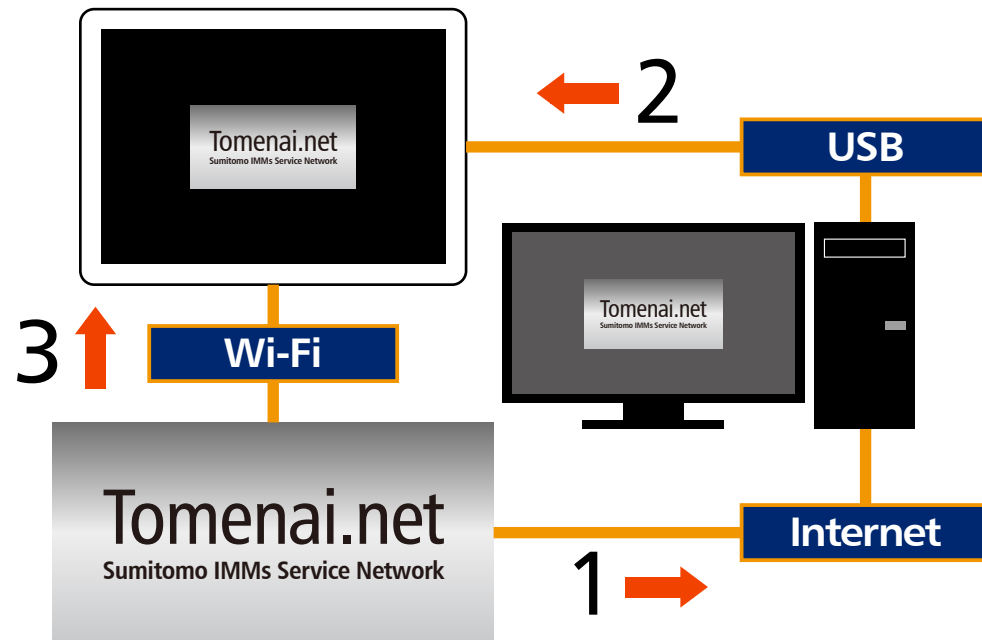 Tomenai.net
Sumitomo IMMs Service Network
2
USB
Tomenai.net
Sumitomo IMMs Service Network
3
Wi-Fi
Tomenai.net
Sumitomo IMMs Service Network
Internet
1